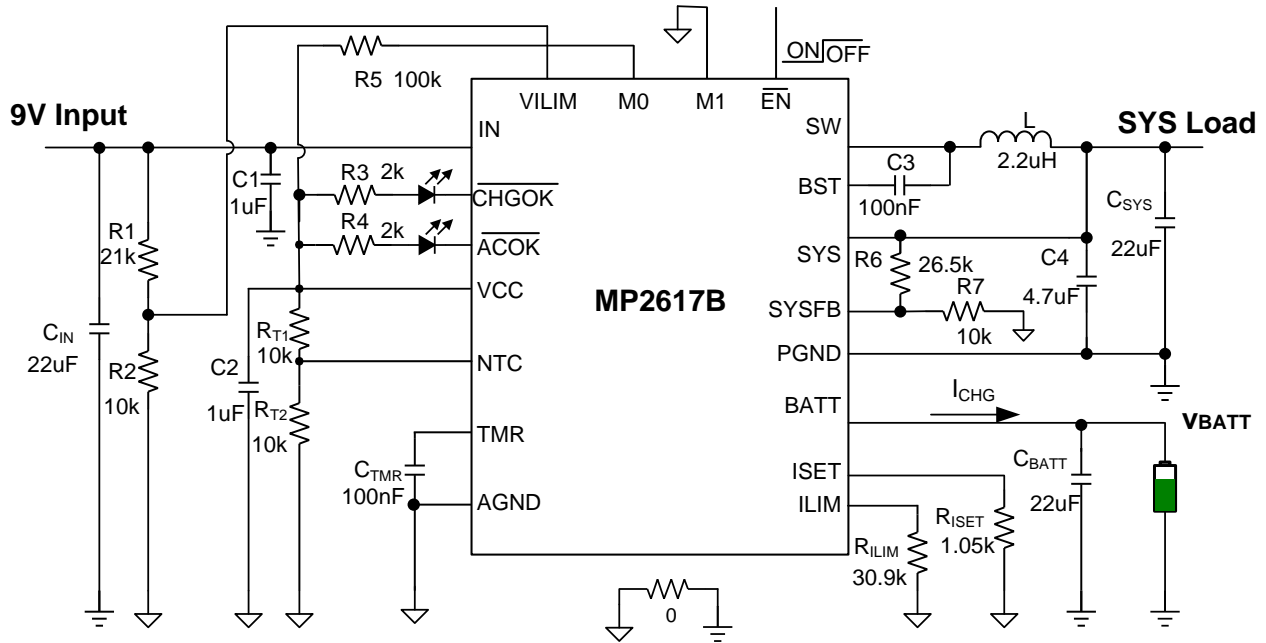 ON OFF
R5 100k
VILIM M0 M1 EN
9V Input
IN
SW
L
2.2uH
SYS Load
C1
1uF
R3 2k
CHGOK
BST
C3
100nF
R4 2k
ACOK
R1
21k
VCC
SYS
R6
26.5k
C4
4.7uF
CSYS
22uF
MP2617B
SYSFB
R7
10k
CIN
22uF
R2
10k
C2
1uF
RT1
10k
NTC
PGND
RT2
10k
BATT
ICHG
VBATT
TMR
CTMR
100nF
AGND
ISET
ILIM
RILIM
30.9k
RISET
1.05k
CBATT
22uF
0